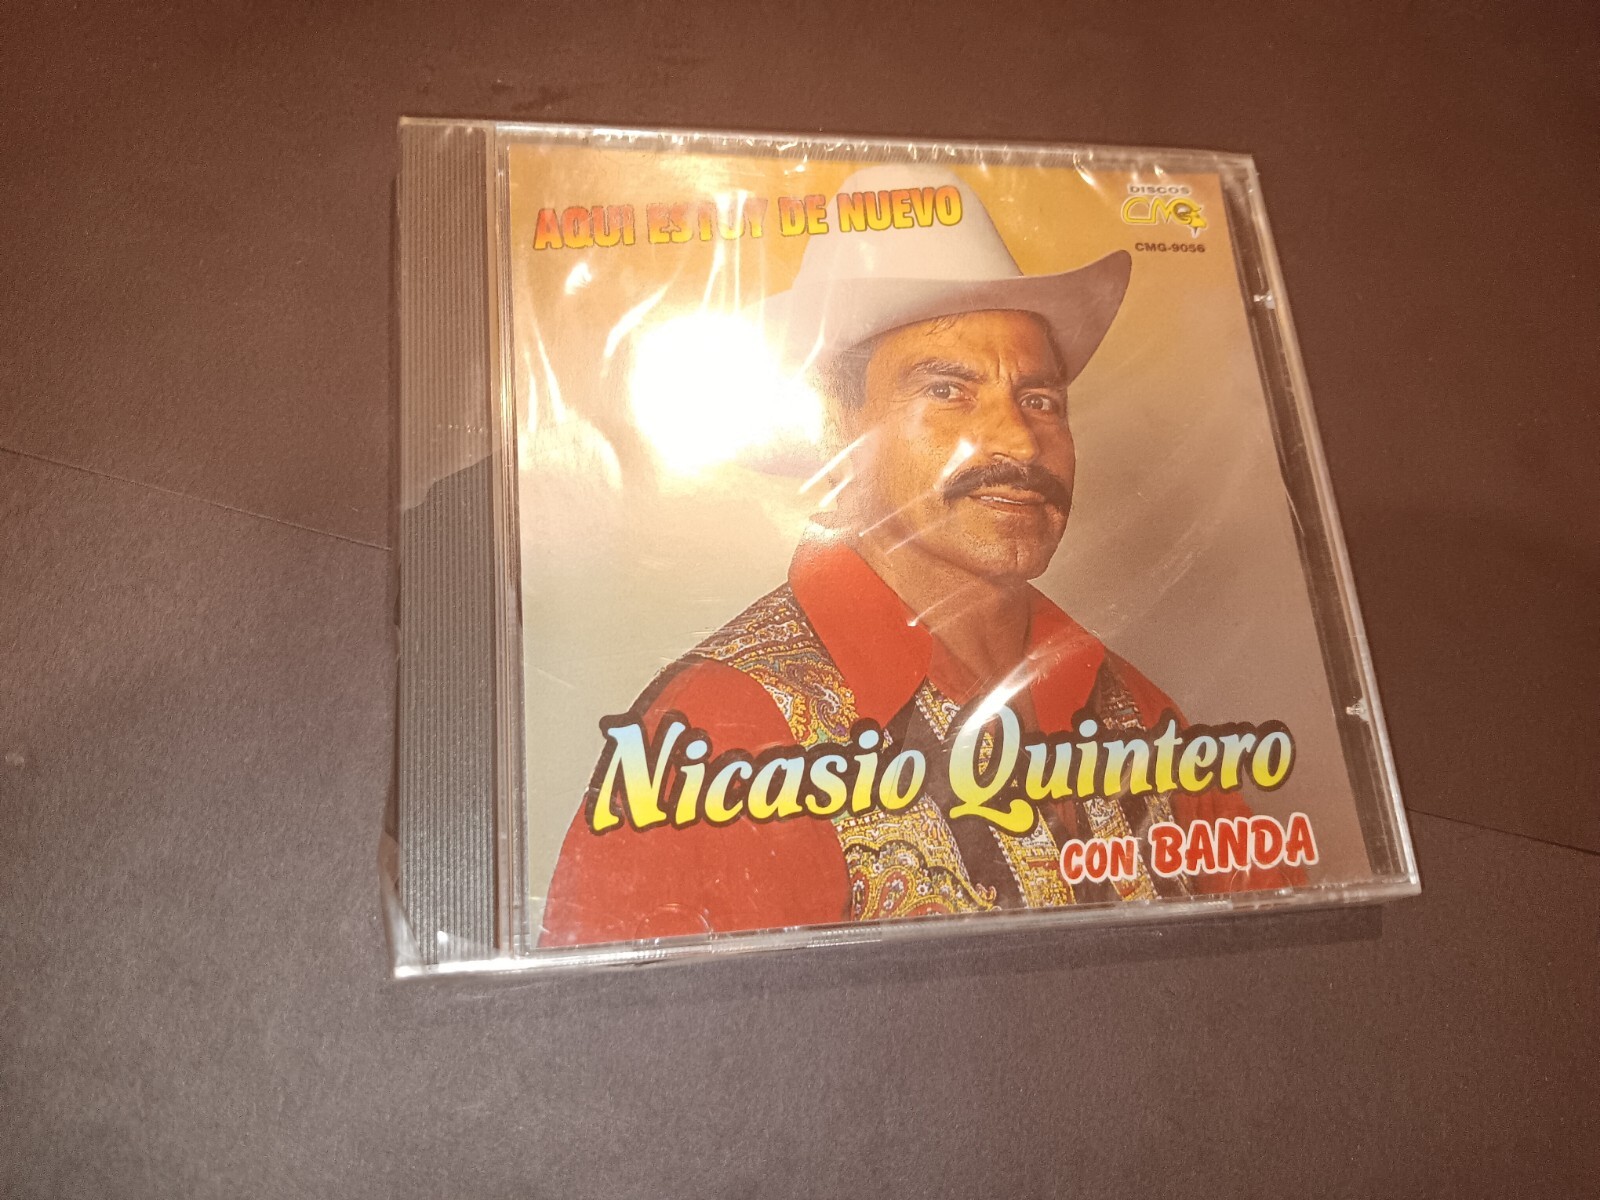 AQUI ESTOY DE NUEVO
DISCOS
CMG
CMG-9056
Nicasio Quintero
CON BANDA